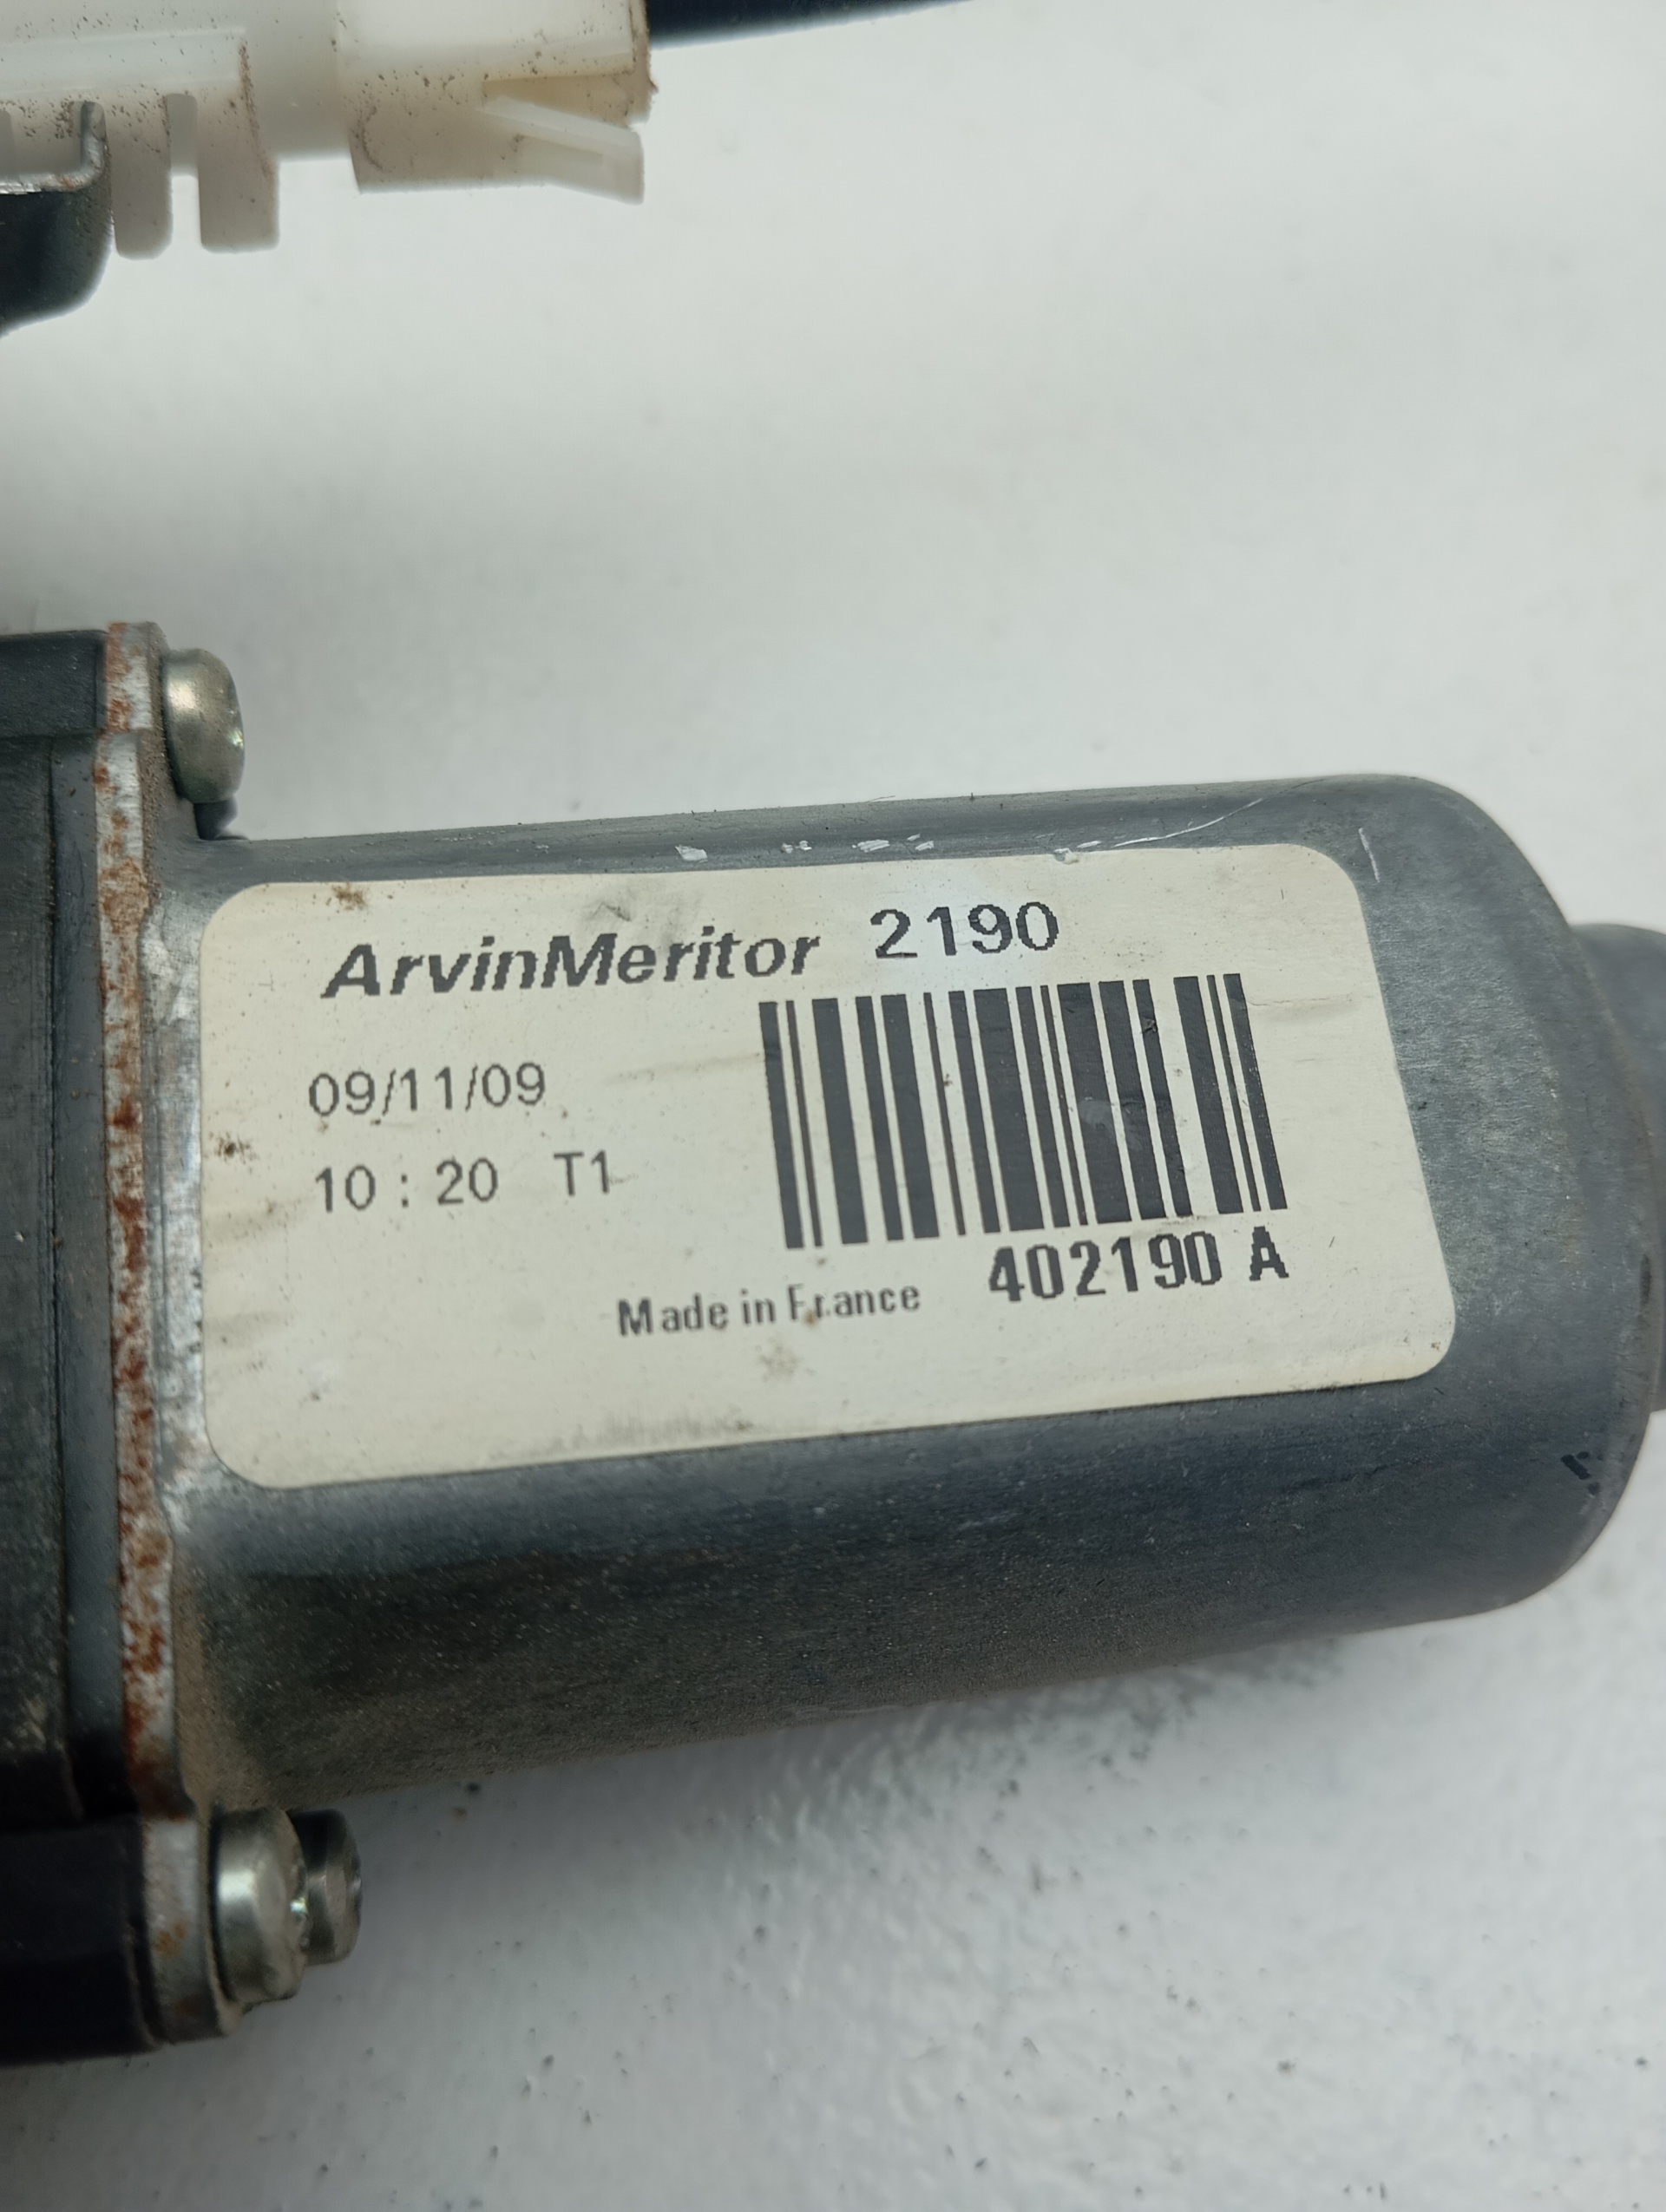 ArvinMeritor 2190
09/11/09
10 : 20 T1
402190 A
Made in France